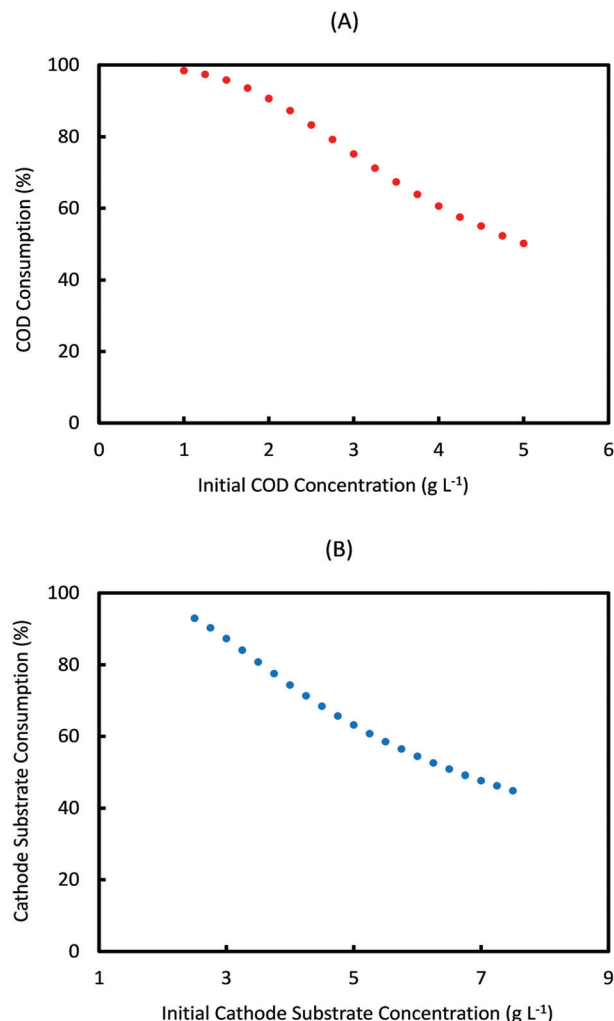 (A)
COD Consumption (%)
100
80
60
40
20
0
0 1 2 3 4 5 6
Initial COD Concentration (g L⁻¹)
(B)
Cathode Substrate Consumption (%)
100
80
60
40
20
0
1 3 5 7 9
Initial Cathode Substrate Concentration (g L⁻¹)